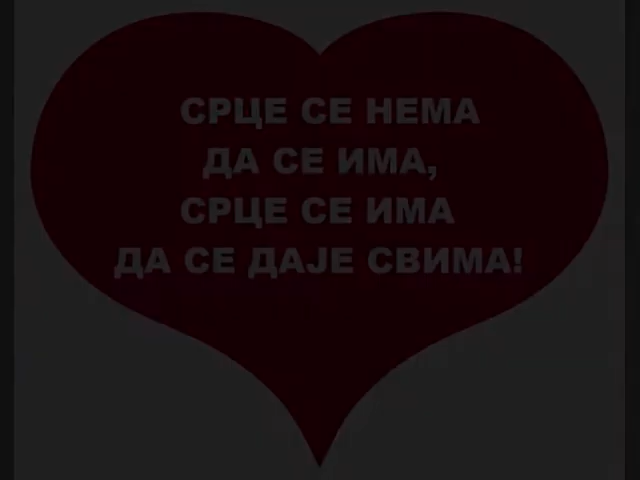 СРЦЕ СЕ НЕМА
ДА СЕ ИМА,
СРЦЕ СЕ ИМА
ДА СЕ ДАЈЕ СВИМА!